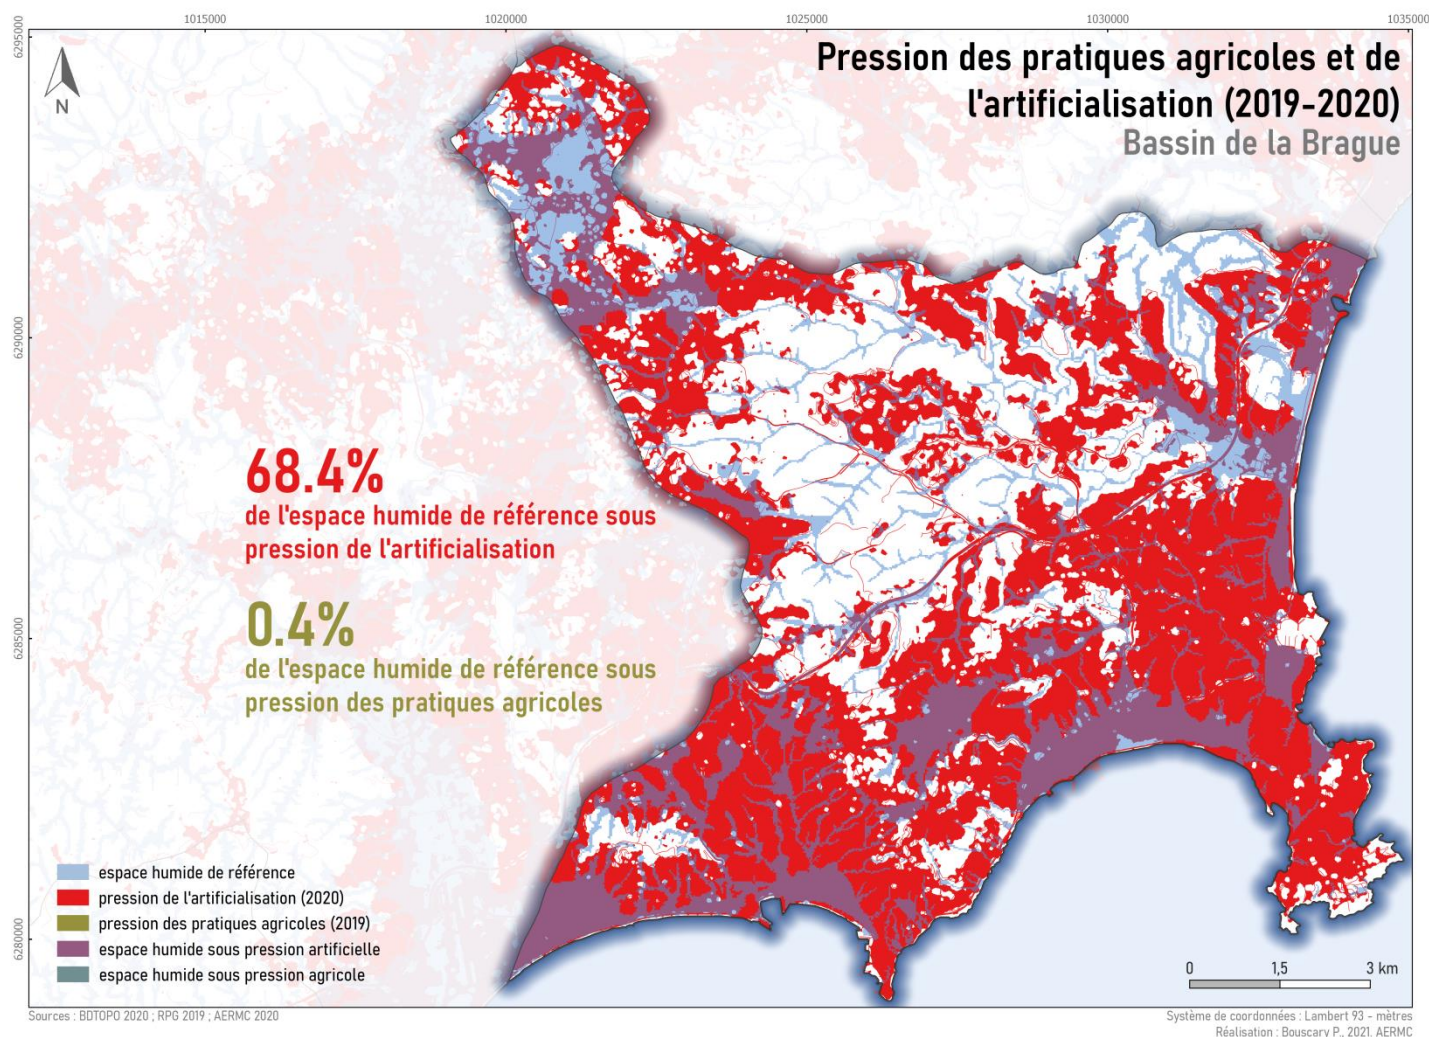 1015000
1020000
1025000
1030000
1035000
6295000
6290000
6285000
6280000
N
Pression des pratiques agricoles et de
l'artificialisation (2019-2020)
Bassin de la Brague
68.4%
de l'espace humide de référence sous
pression de l'artificialisation
0.4%
de l'espace humide de référence sous
pression des pratiques agricoles
espace humide de référence
pression de l'artificialisation (2020)
pression des pratiques agricoles (2019)
espace humide sous pression artificielle
espace humide sous pression agricole
0 1,5 3 km
Sources : BDTOPO 2020 ; RPG 2019 ; AERMC 2020
Système de coordonnées : Lambert 93 - mètres
Réalisation : Bouscary P., 2021. AERMC